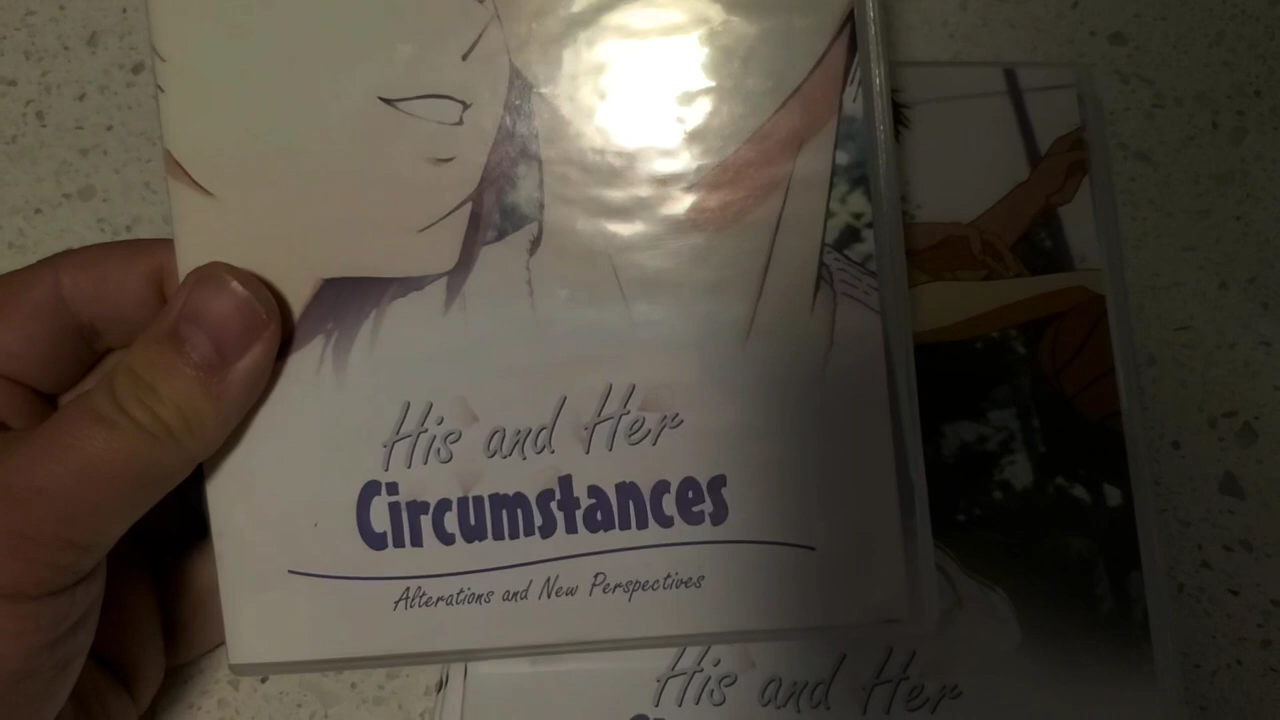 His and Her
Circumstances
Alterations and New Perspectives
His and Her